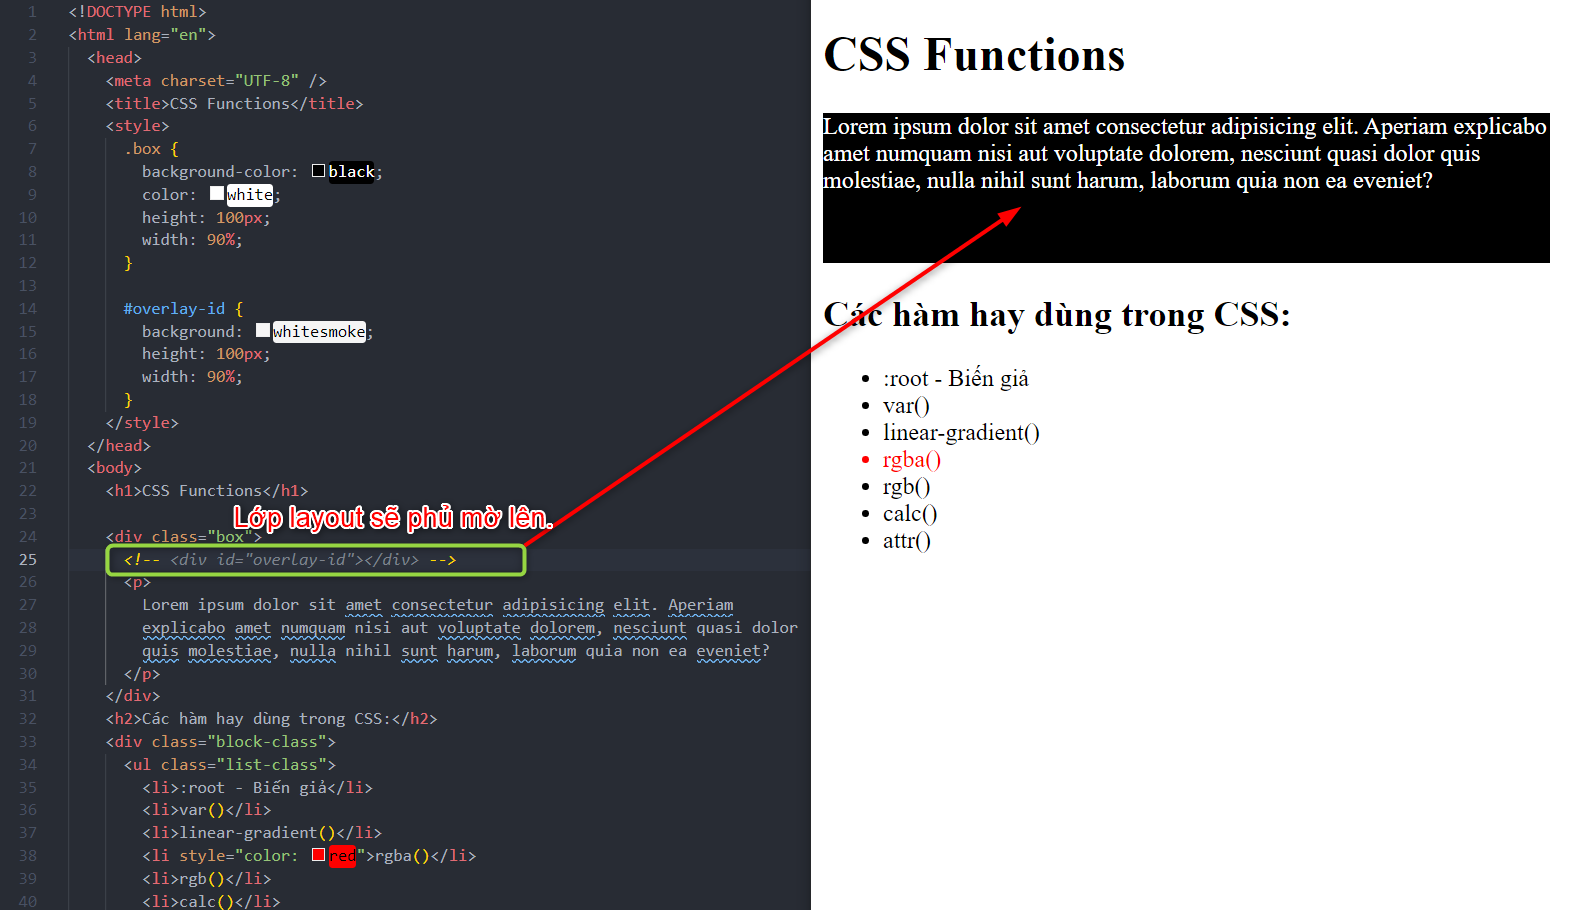 1 <!DOCTYPE html>
2 <html lang="en">
3 <head>
4 <meta charset="UTF-8" />
5 <title>CSS Functions</title>
6 <style>
7 .box {
8 background-color: black;
9 color: white;
10 height: 100px;
11 width: 90%;
12 }
13
14 #overlay-id {
15 background: whitesmoke;
16 height: 100px;
17 width: 90%;
18 }
19 </style>
20 </head>
21 <body>
22 <h1>CSS Functions</h1>
23
Lớp layout sẽ phủ mờ lên.
24 <div class="box">
25 <!-- <div id="overlay-id"></div> -->
26 <p>
27 Lorem ipsum dolor sit amet consectetur adipisicing elit. Aperiam
28 explicabo amet numquam nisi aut voluptate dolorem, nesciunt quasi dolor
29 quis molestiae, nulla nihil sunt harum, laborum quia non ea eveniet?
30 </p>
31 </div>
32 <h2>Các hàm hay dùng trong CSS:</h2>
33 <div class="block-class">
34 <ul class="list-class">
35 <li>:root - Biến giả</li>
36 <li>var()</li>
37 <li>linear-gradient()</li>
38 <li style="color: red">rgba()</li>
39 <li>rgb()</li>
40 <li>calc()</li>
CSS Functions
Lorem ipsum dolor sit amet consectetur adipisicing elit. Aperiam explicabo
amet numquam nisi aut voluptate dolorem, nesciunt quasi dolor quis
molestiae, nulla nihil sunt harum, laborum quia non ea eveniet?
Các hàm hay dùng trong CSS:
:root - Biến giả
var()
linear-gradient()
rgba()
rgb()
calc()
attr()